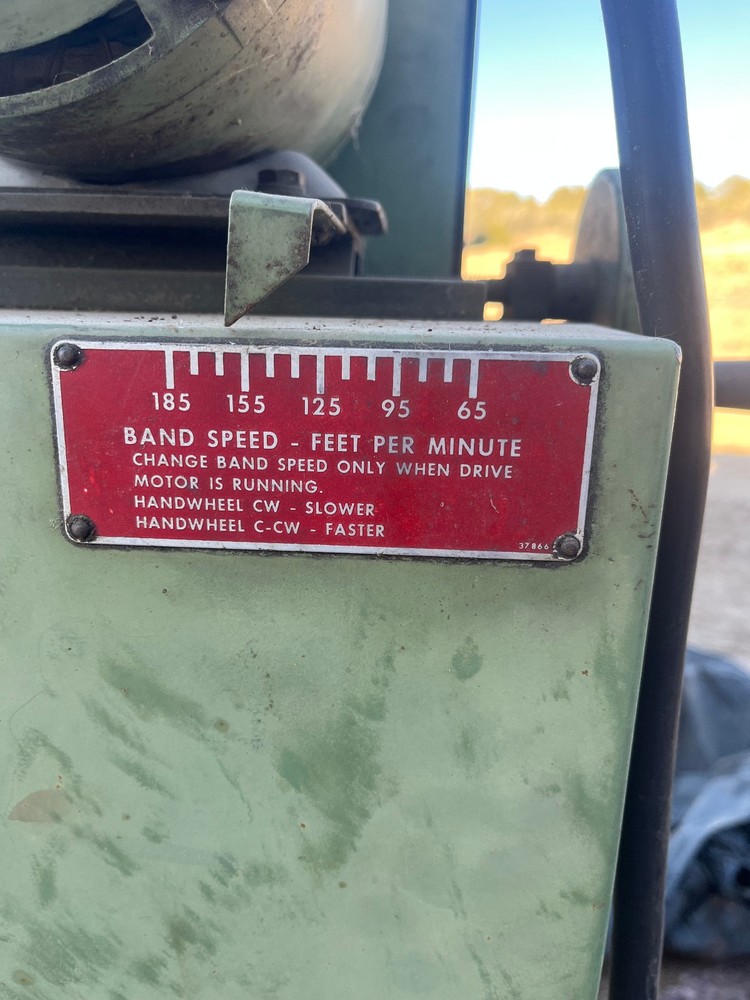 185 155 125 95 65
BAND SPEED - FEET PER MINUTE
CHANGE BAND SPEED ONLY WHEN DRIVE
MOTOR IS RUNNING.
HANDWHEEL CW - SLOWER
HANDWHEEL C-CW - FASTER
37866